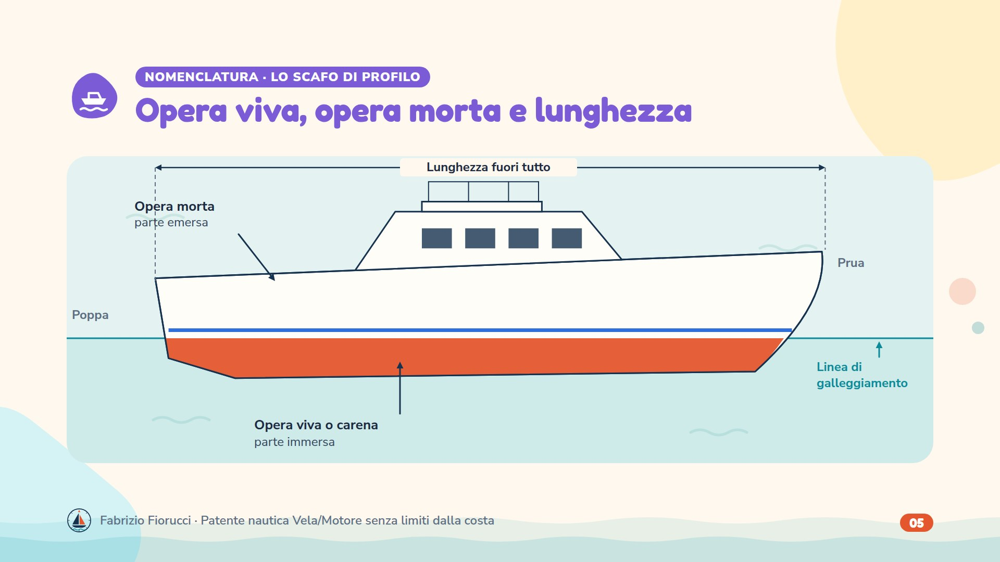 NOMENCLATURA · LO SCAFO DI PROFILO
Opera viva, opera morta e lunghezza
Lunghezza fuori tutto
Opera morta
parte emersa
Prua
Poppa
Linea di
galleggiamento
Opera viva o carena
parte immersa
Fabrizio Fiorucci · Patente nautica Vela/Motore senza limiti dalla costa
05